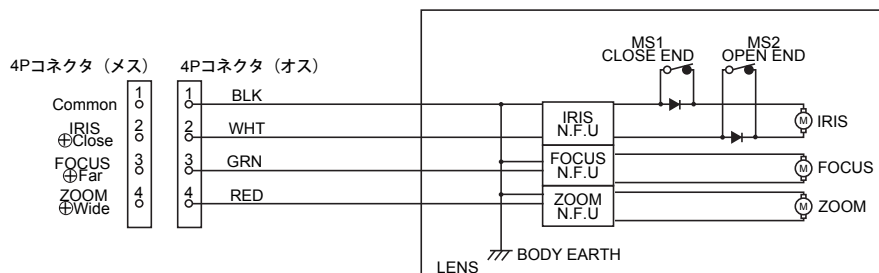 MS1
CLOSE END
MS2
OPEN END
4Pコネクタ（メス）
4Pコネクタ（オス）
Common
1
1
BLK
IRIS
⊕Close
2
2
WHT
FOCUS
⊕Far
3
3
GRN
ZOOM
⊕Wide
4
4
RED
IRIS
N.F.U
FOCUS
N.F.U
ZOOM
N.F.U
M
IRIS
M
FOCUS
M
ZOOM
BODY EARTH
LENS